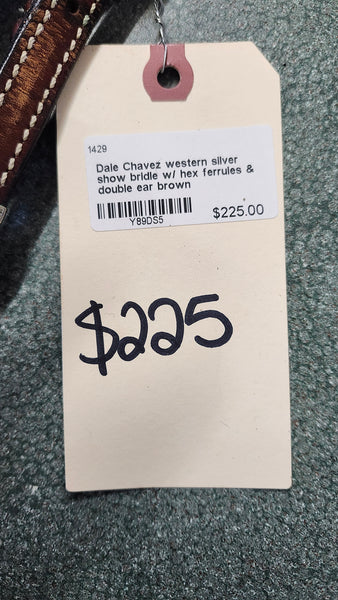 1429
Dale Chavez western silver
show bridle w/ hex ferrules &
double ear brown
Y89DS5
$225.00
$225